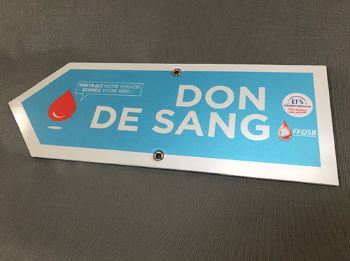 PARTAGEZ VOTRE POUVOIR,
DONNEZ VOTRE SANG !
DON
DE SANG
EFS
FFDSB